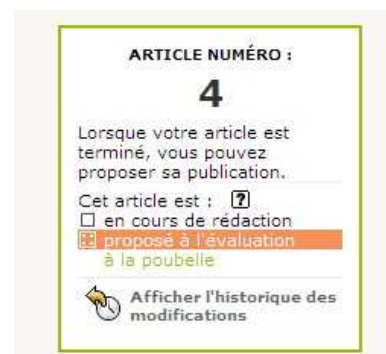 ARTICLE NUMÉRO :
4
Lorsque votre article est
terminé, vous pouvez
proposer sa publication.
Cet article est : ?
en cours de rédaction
proposé à l'évaluation
à la poubelle
Afficher l'historique des
modifications